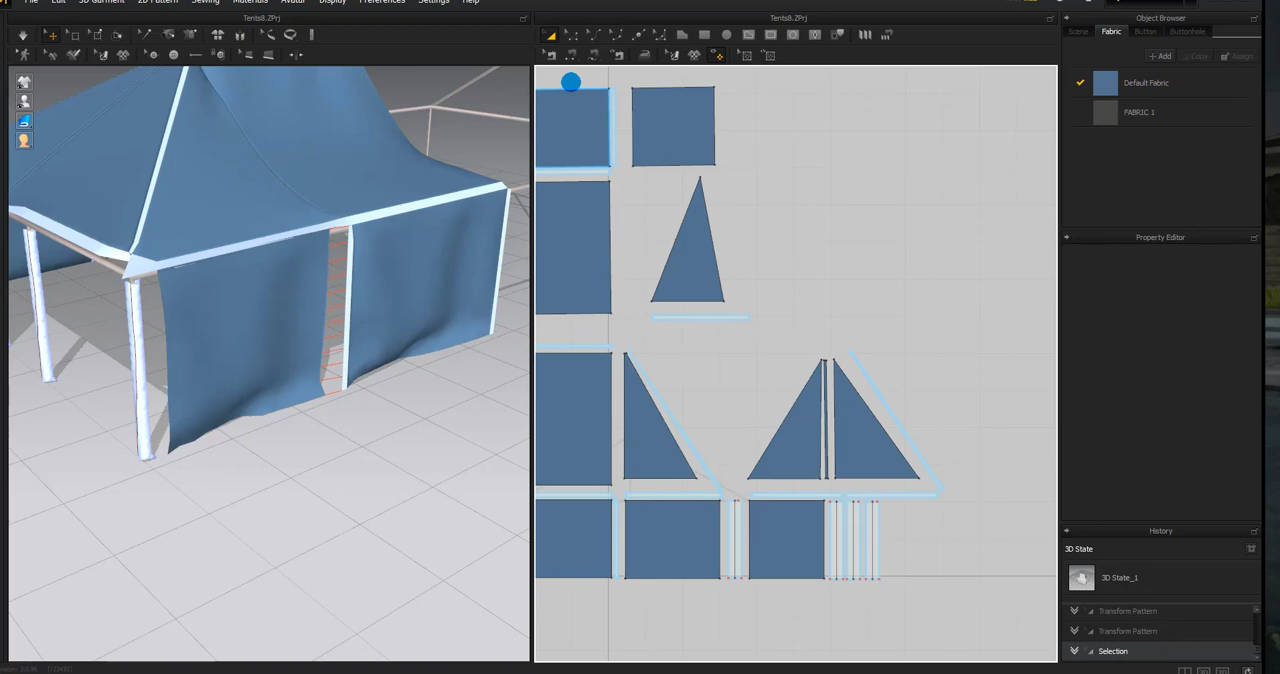 File Edit 3D Garment 2D Pattern Sewing Materials Avatar Display Preferences Settings Help
Tents8.ZPrj
Tents8.ZPrj
Object Browser
Scene Fabric Button Buttonhole
+ Add Copy Assign
Default Fabric
FABRIC 1
Property Editor
History
3D State
3D State_1
Transform Pattern
Transform Pattern
Selection